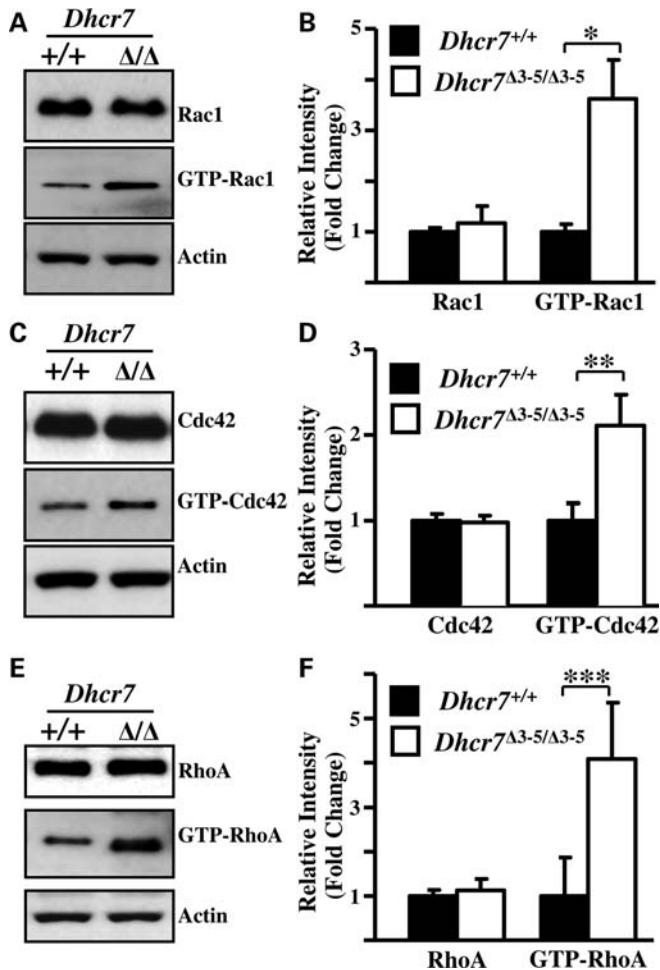 A
Dhcr7
+/+ Δ/Δ
Rac1
GTP-Rac1
Actin
B
Relative Intensity
(Fold Change)
5
3
1
Dhcr7+/+
Dhcr7Δ3-5/Δ3-5
*
Rac1 GTP-Rac1
C
Dhcr7
+/+ Δ/Δ
Cdc42
GTP-Cdc42
Actin
D
Relative Intensity
(Fold Change)
3
2
1
Dhcr7+/+
Dhcr7Δ3-5/Δ3-5
**
Cdc42 GTP-Cdc42
E
Dhcr7
+/+ Δ/Δ
RhoA
GTP-RhoA
Actin
F
Relative Intensity
(Fold Change)
5
3
1
Dhcr7+/+
Dhcr7Δ3-5/Δ3-5
***
RhoA GTP-RhoA